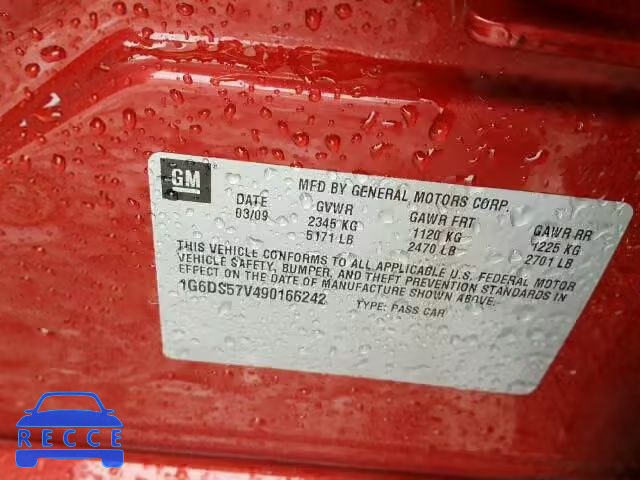 GM
MFD BY GENERAL MOTORS CORP.
DATE GVWR GAWR FRT GAWR RR
03/09 2345 KG 1120 KG 1225 KG
5171 LB 2470 LB 2701 LB
THIS VEHICLE CONFORMS TO ALL APPLICABLE U.S. FEDERAL MOTOR
VEHICLE SAFETY, BUMPER, AND THEFT PREVENTION STANDARDS IN
EFFECT ON THE DATE OF MANUFACTURE SHOWN ABOVE.
1G6DS57V490165242 TYPE: PASS CAR
RECCE